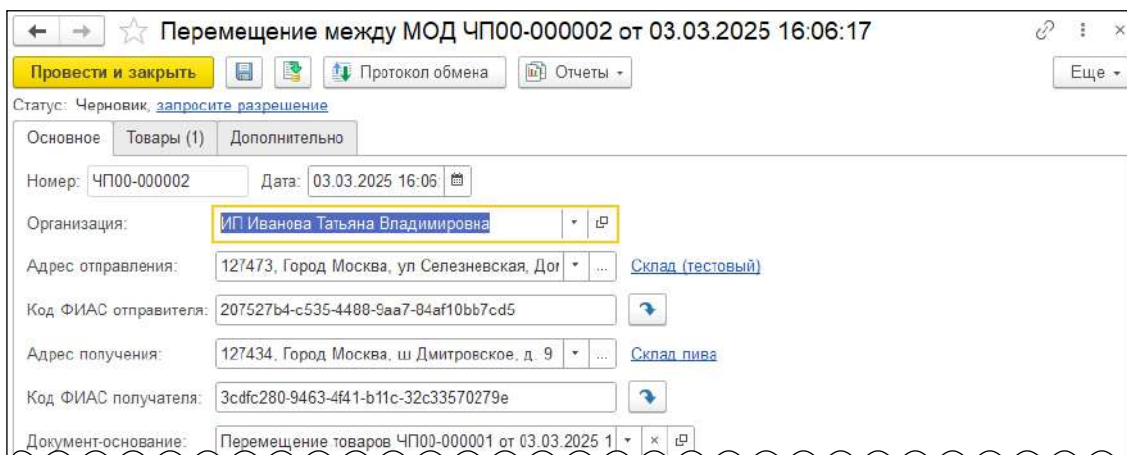 Перемещение между МОД ЧП00-000002 от 03.03.2025 16:06:17
Провести и закрыть Протокол обмена Отчеты Еще
Статус: Черновик, запросите разрешение
Основное Товары (1) Дополнительно
Номер: ЧП00-000002 Дата: 03.03.2025 16:06:
Организация: ИП Иванова Татьяна Владимировна
Адрес отправления: 127473, Город Москва, ул Селезневская, Дог ... Склад (тестовый)
Код ФИАС отправителя: 207527b4-c535-4488-9aa7-84af10bb7cd5
Адрес получения: 127434, Город Москва, ш Дмитровское, д. 9 ... Склад пива
Код ФИАС получателя: 3cdfc280-9463-4f41-b11c-32c33570279e
Документ-основание: Перемещение товаров ЧП00-000001 от 03.03.2025 1